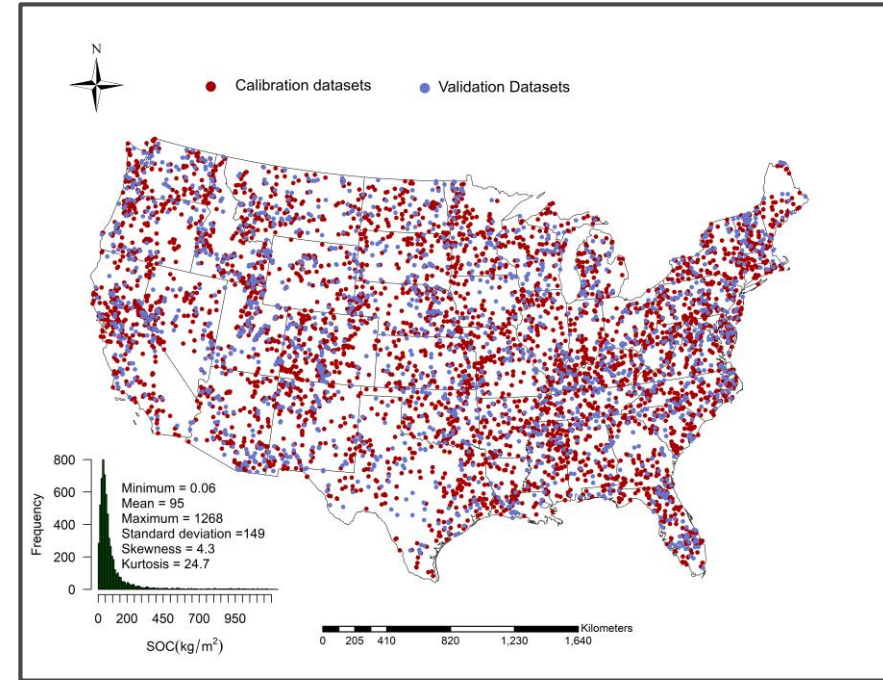 N
Calibration datasets
Validation Datasets
800
600
400
200
0
Frequency
Minimum = 0.06
Mean = 95
Maximum = 1268
Standard deviation =149
Skewness = 4.3
Kurtosis = 24.7
0 200 450 700 950
SOC(kg/m²)
Kilometers
0 205 410 820 1,230 1,640